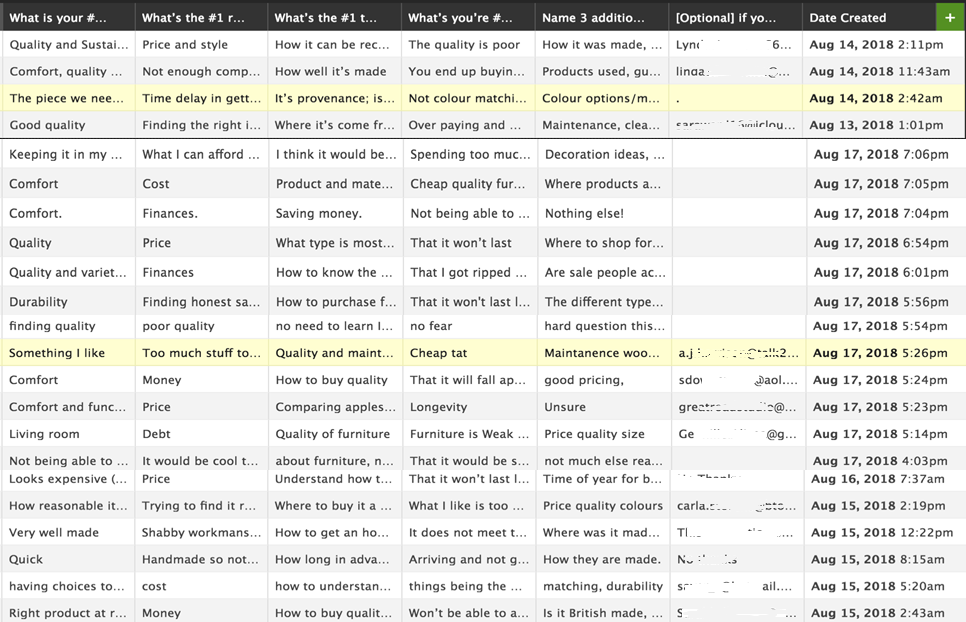 What is your #... What's the #1 r... What's the #1 t... What's you're #... Name 3 additio... [Optional] if yo... Date Created +
Quality and Sustai... Price and style How it can be rec... The quality is poor How it was made, ... Aug 14, 2018 2:11pm
Comfort, quality ... Not enough comp... How well it's made You end up buyin... Products used, gu... Aug 14, 2018 11:43am
The piece we nee... Time delay in gett... It's provenance; is... Not colour matchi... Colour options/m... . Aug 14, 2018 2:42am
Good quality Finding the right i... Where it's come fr... Over paying and ... Maintenance, clea... Aug 13, 2018 1:01pm
Keeping it in my ... What I can afford ... I think it would be... Spending too muc... Decoration ideas, ... Aug 17, 2018 7:06pm
Comfort Cost Product and mate... Cheap quality fur... Where products a... Aug 17, 2018 7:05pm
Comfort. Finances. Saving money. Not being able to ... Nothing else! Aug 17, 2018 7:04pm
Quality Price What type is most... That it won't last Where to shop for... Aug 17, 2018 6:54pm
Quality and variet... Finances How to know the ... That I got ripped ... Are sale people ac... Aug 17, 2018 6:01pm
Durability Finding honest sa... How to purchase f... That it won't last l... The different type... Aug 17, 2018 5:56pm
finding quality poor quality no need to learn I... no fear hard question this... Aug 17, 2018 5:54pm
Something I like Too much stuff to... Quality and maint... Cheap tat Maintanence woo... Aug 17, 2018 5:26pm
Comfort Money How to buy quality That it will fall ap... good pricing, Aug 17, 2018 5:24pm
Comfort and func... Price Comparing apples... Longevity Unsure Aug 17, 2018 5:23pm
Living room Debt Quality of furniture Furniture is Weak ... Price quality size Aug 17, 2018 5:14pm
Not being able to ... It would be cool t... about furniture, n... That it would be s... not much else rea... Aug 17, 2018 4:03pm
Looks expensive (... Price Understand how t... That it won't last l... Time of year for b... Aug 16, 2018 7:37am
How reasonable it... Trying to find it r... Where to buy it a ... What I like is too ... Price quality colours Aug 15, 2018 2:19pm
Very well made Shabby workmans... How to get an ho... It does not meet t... Where was it mad... Aug 15, 2018 12:22pm
Quick Handmade so not... How long in adva... Arriving and not g... How they are made. Aug 15, 2018 8:15am
having choices to... cost how to understan... things being the ... matching, durability Aug 15, 2018 5:20am
Right product at r... Money How to buy qualit... Won't be able to a... Is it British made, ... Aug 15, 2018 2:43am